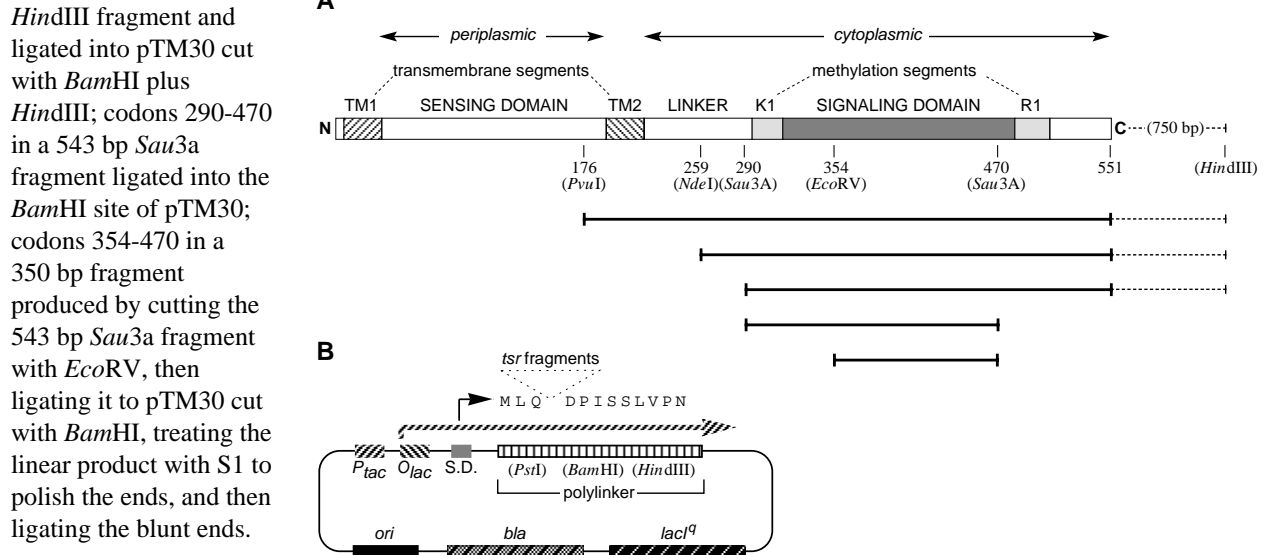 HindIII fragment and
ligated into pTM30 cut
with BamHI plus
HindIII; codons 290-470
in a 543 bp Sau3a
fragment ligated into the
BamHI site of pTM30;
codons 354-470 in a
350 bp fragment
produced by cutting the
543 bp Sau3a fragment
with EcoRV, then
ligating it to pTM30 cut
with BamHI, treating the
linear product with S1 to
polish the ends, and then
ligating the blunt ends.
A
periplasmic cytoplasmic
transmembrane segments methylation segments
TM1 SENSING DOMAIN TM2 LINKER K1 SIGNALING DOMAIN R1
N C (750 bp)
176 259 290 354 470 551 (HindIII)
(PvuI) (NdeI) (Sau3A) (EcoRV) (Sau3A)
B
tsr fragments
M L Q D P I S S L V P N
Ptac Olac S.D. (PstI) (BamHI) (HindIII)
polylinker
ori bla lacIq